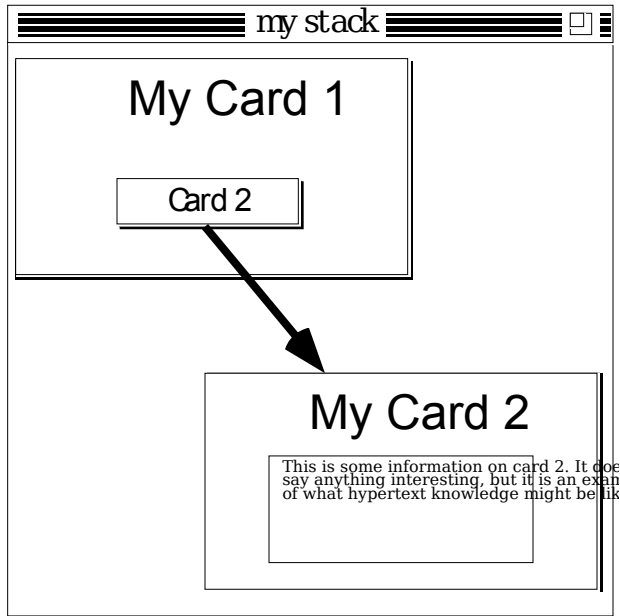 my stack
My Card 1
Card 2
My Card 2
This is some information on card 2. It doe
say anything interesting, but it is an exam
of what hypertext knowledge might be lik